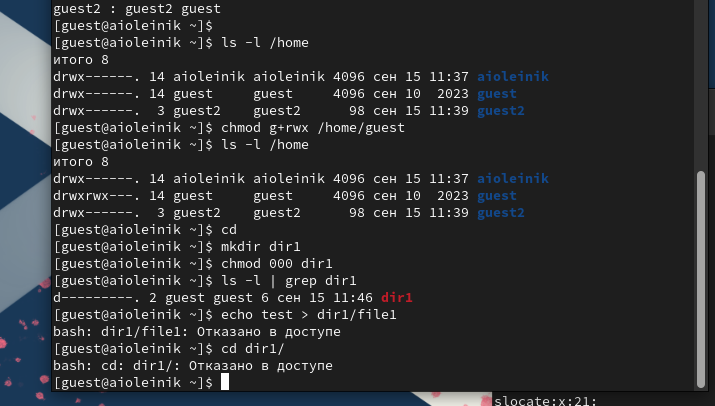 guest2 : guest2 guest
[guest@aioleinik ~]$
[guest@aioleinik ~]$ ls -l /home
итого 8
drwx------. 14 aioleinik aioleinik 4096 сен 15 11:37 aioleinik
drwx------. 14 guest     guest     4096 сен 10  2023 guest
drwx------.  3 guest2    guest2      98 сен 15 11:39 guest2
[guest@aioleinik ~]$ chmod g+rwx /home/guest
[guest@aioleinik ~]$ ls -l /home
итого 8
drwx------. 14 aioleinik aioleinik 4096 сен 15 11:37 aioleinik
drwxrwx---. 14 guest     guest     4096 сен 10  2023 guest
drwx------.  3 guest2    guest2      98 сен 15 11:39 guest2
[guest@aioleinik ~]$ cd
[guest@aioleinik ~]$ mkdir dir1
[guest@aioleinik ~]$ chmod 000 dir1
[guest@aioleinik ~]$ ls -l | grep dir1
d---------. 2 guest guest 6 сен 15 11:46 dir1
[guest@aioleinik ~]$ echo test > dir1/file1
bash: dir1/file1: Отказано в доступе
[guest@aioleinik ~]$ cd dir1/
bash: cd: dir1/: Отказано в доступе
[guest@aioleinik ~]$
slocate:x:21: